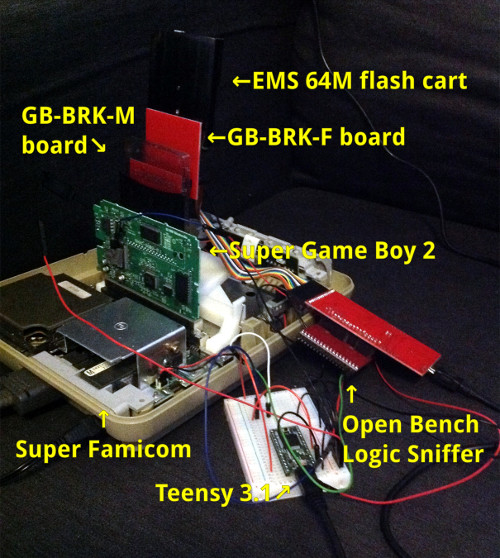 ←EMS 64M flash cart
GB-BRK-M
board↘
←GB-BRK-F board
←Super Game Boy 2
↑
Open Bench
Logic Sniffer
↑
Super Famicom
Teensy 3.1↗